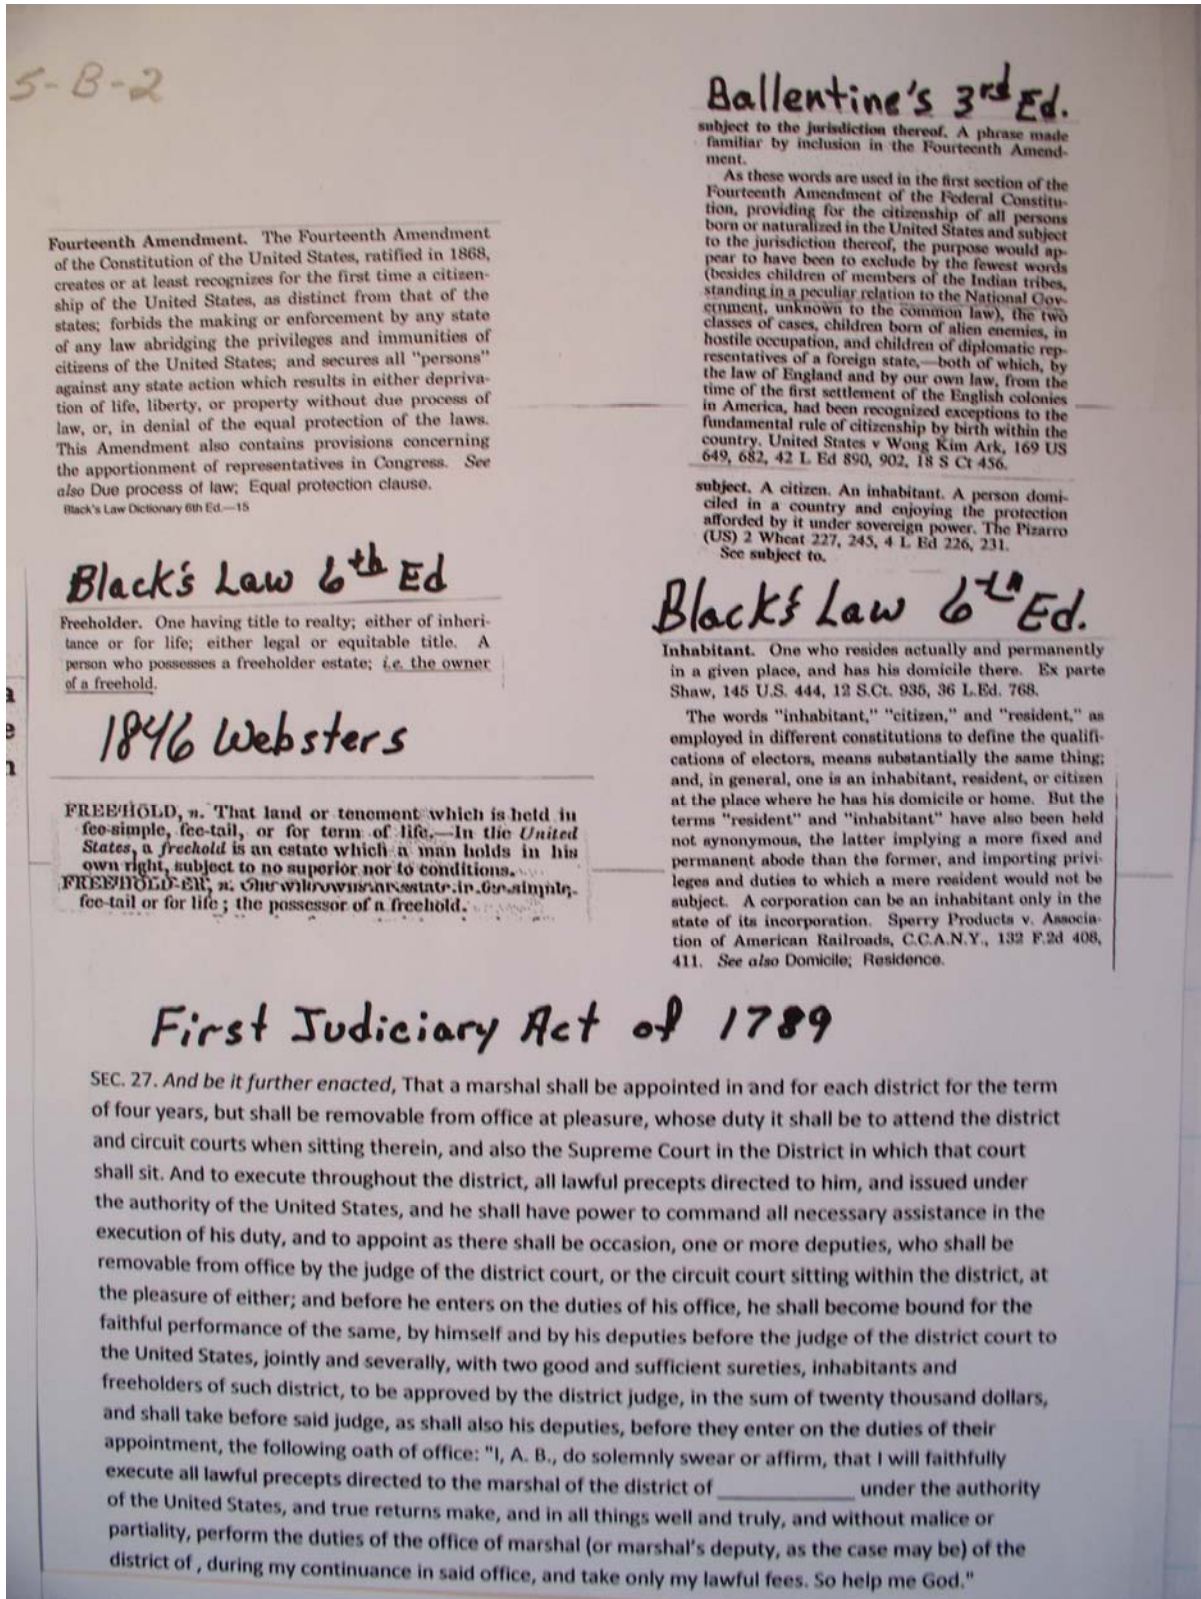 5-B-2
Fourteenth Amendment. The Fourteenth Amendment
of the Constitution of the United States, ratified in 1868,
creates or at least recognizes for the first time a citizen-
ship of the United States, as distinct from that of the
states; forbids the making or enforcement by any state
of any law abridging the privileges and immunities of
citizens of the United States; and secures all "persons"
against any state action which results in either depriva-
tion of life, liberty, or property without due process of
law, or, in denial of the equal protection of the laws.
This Amendment also contains provisions concerning
the apportionment of representatives in Congress. See
also Due process of law; Equal protection clause.
Black's Law Dictionary 6th Ed.—15
Black's Law 6th Ed
Freeholder. One having title to realty; either of inheri-
tance or for life; either legal or equitable title. A
person who possesses a freeholder estate; i.e. the owner
of a freehold.
1846 Websters
FREE'HOLD, n. That land or tenement which is held in
fee-simple, fee-tail, or for term of life.—In the United
States, a freehold is an estate which a man holds in his
own right, subject to no superior nor to conditions.
FREE'HOLD-ER, n. One who owns an estate in fee-simple,
fee-tail or for life; the possessor of a freehold.
Ballentine's 3rd Ed.
subject to the jurisdiction thereof. A phrase made
familiar by inclusion in the Fourteenth Amend-
ment.
As these words are used in the first section of the
Fourteenth Amendment of the Federal Constitu-
tion, providing for the citizenship of all persons
born or naturalized in the United States and subject
to the jurisdiction thereof, the purpose would ap-
pear to have been to exclude by the fewest words
(besides children of members of the Indian tribes,
standing in a peculiar relation to the National Gov-
ernment, unknown to the common law), the two
classes of cases, children born of alien enemies, in
hostile occupation, and children of diplomatic rep-
resentatives of a foreign state,—both of which, by
the law of England and by our own law, from the
time of the first settlement of the English colonies
in America, had been recognized exceptions to the
fundamental rule of citizenship by birth within the
country. United States v Wong Kim Ark, 169 US
649, 682, 42 L Ed 890, 902, 18 S Ct 456.
subject. A citizen. An inhabitant. A person domi-
ciled in a country and enjoying the protection
afforded by it under sovereign power. The Pizarro
(US) 2 Wheat 227, 245, 4 L Ed 226, 231.
See subject to.
Black's Law 6th Ed.
Inhabitant. One who resides actually and permanently
in a given place, and has his domicile there. Ex parte
Shaw, 145 U.S. 444, 12 S.Ct. 935, 36 L.Ed. 768.
The words "inhabitant," "citizen," and "resident," as
employed in different constitutions to define the qualifi-
cations of electors, means substantially the same thing;
and, in general, one is an inhabitant, resident, or citizen
at the place where he has his domicile or home. But the
terms "resident" and "inhabitant" have also been held
not synonymous, the latter implying a more fixed and
permanent abode than the former, and importing privi-
leges and duties to which a mere resident would not be
subject. A corporation can be an inhabitant only in the
state of its incorporation. Sperry Products v. Associa-
tion of American Railroads, C.C.A.N.Y., 132 F.2d 408,
411. See also Domicile; Residence.
First Judiciary Act of 1789
SEC. 27. And be it further enacted, That a marshal shall be appointed in and for each district for the term
of four years, but shall be removable from office at pleasure, whose duty it shall be to attend the district
and circuit courts when sitting therein, and also the Supreme Court in the District in which that court
shall sit. And to execute throughout the district, all lawful precepts directed to him, and issued under
the authority of the United States, and he shall have power to command all necessary assistance in the
execution of his duty, and to appoint as there shall be occasion, one or more deputies, who shall be
removable from office by the judge of the district court, or the circuit court sitting within the district, at
the pleasure of either; and before he enters on the duties of his office, he shall become bound for the
faithful performance of the same, by himself and by his deputies before the judge of the district court to
the United States, jointly and severally, with two good and sufficient sureties, inhabitants and
freeholders of such district, to be approved by the district judge, in the sum of twenty thousand dollars,
and shall take before said judge, as shall also his deputies, before they enter on the duties of their
appointment, the following oath of office: "I, A. B., do solemnly swear or affirm, that I will faithfully
execute all lawful precepts directed to the marshal of the district of ____________ under the authority
of the United States, and true returns make, and in all things well and truly, and without malice or
partiality, perform the duties of the office of marshal (or marshal's deputy, as the case may be) of the
district of , during my continuance in said office, and take only my lawful fees. So help me God."